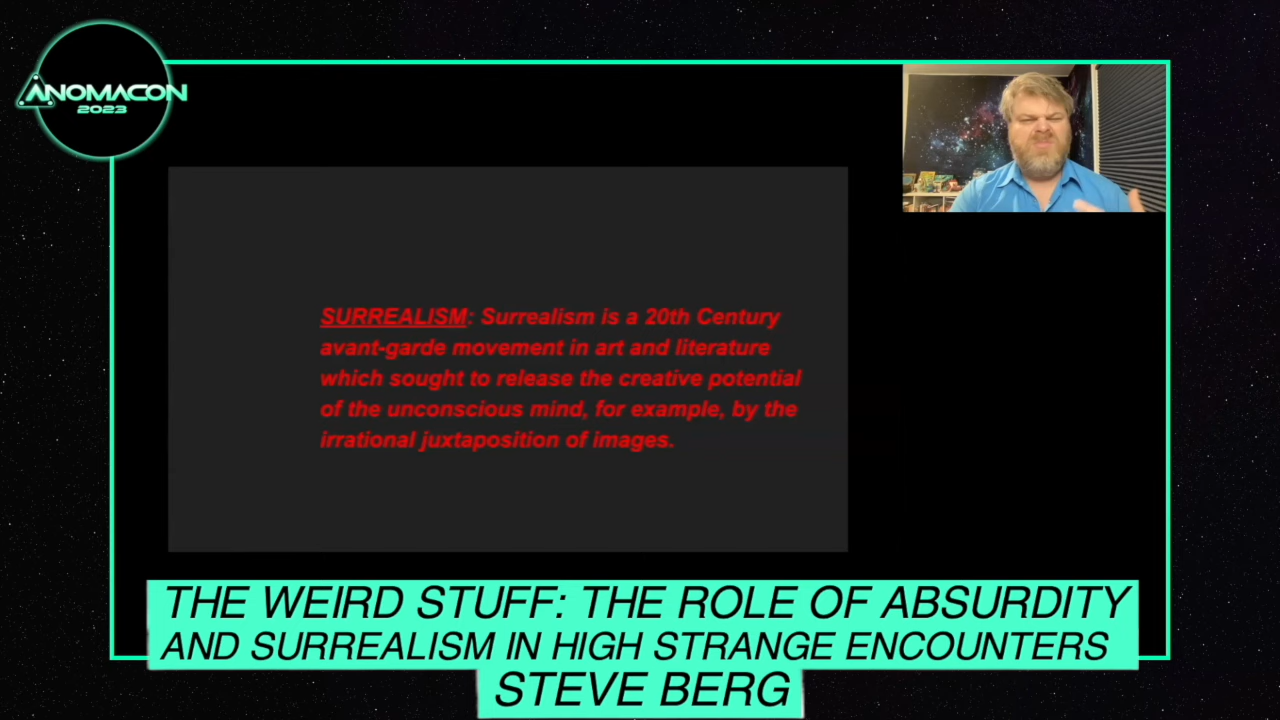 ANOMACON
2023
SURREALISM: Surrealism is a 20th Century
avant-garde movement in art and literature
which sought to release the creative potential
of the unconscious mind, for example, by the
irrational juxtaposition of images.
THE WEIRD STUFF: THE ROLE OF ABSURDITY
AND SURREALISM IN HIGH STRANGE ENCOUNTERS
STEVE BERG